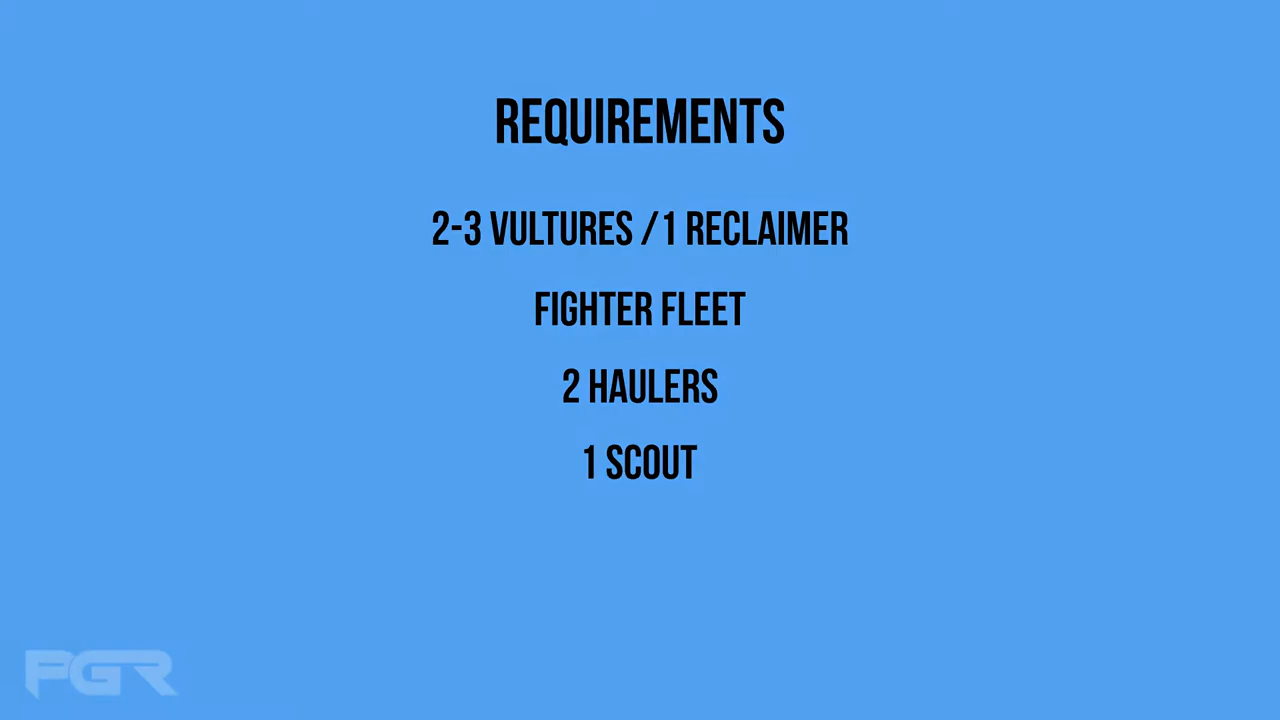 REQUIREMENTS
2-3 VULTURES /1 RECLAIMER
FIGHTER FLEET
2 HAULERS
1 SCOUT
PGR